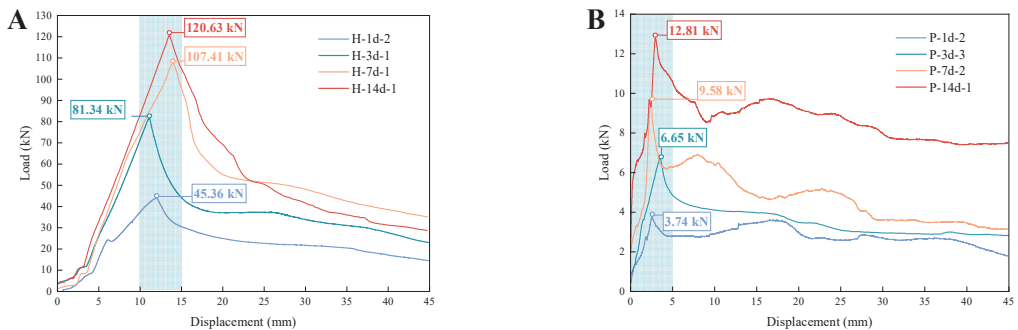 A
130
120
110
100
90
80
70
60
50
40
30
20
10
0
Load (kN)
0 5 10 15 20 25 30 35 40 45
Displacement (mm)
120.63 kN
107.41 kN
81.34 kN
45.36 kN
H-1d-2
H-3d-1
H-7d-1
H-14d-1
B
14
12
10
8
6
4
2
0
Load (kN)
0 5 10 15 20 25 30 35 40 45
Displacement (mm)
12.81 kN
9.58 kN
6.65 kN
3.74 kN
P-1d-2
P-3d-3
P-7d-2
P-14d-1